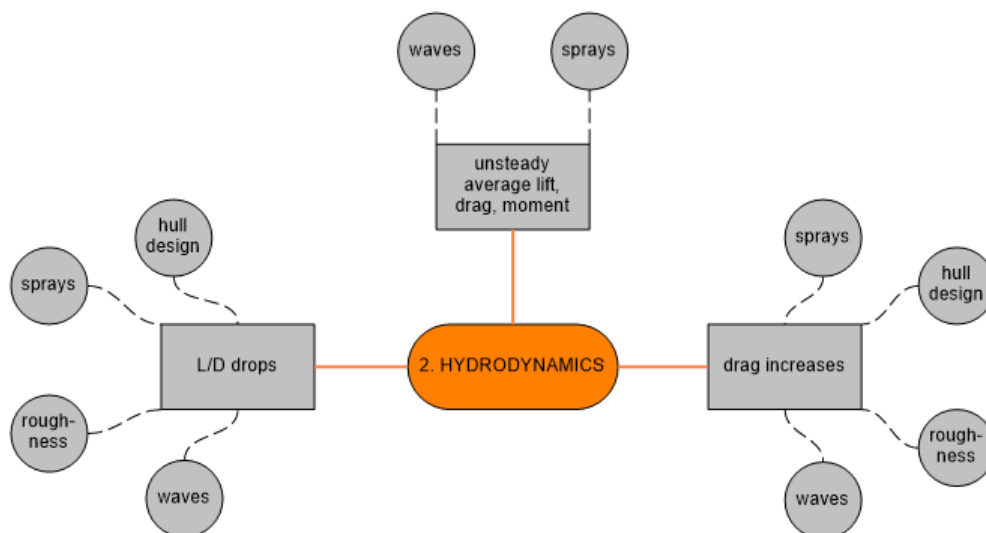 waves
sprays
unsteady
average lift,
drag, moment
hull
design
sprays
sprays
hull
design
L/D drops
2. HYDRODYNAMICS
drag increases
rough-
ness
waves
rough-
ness
waves